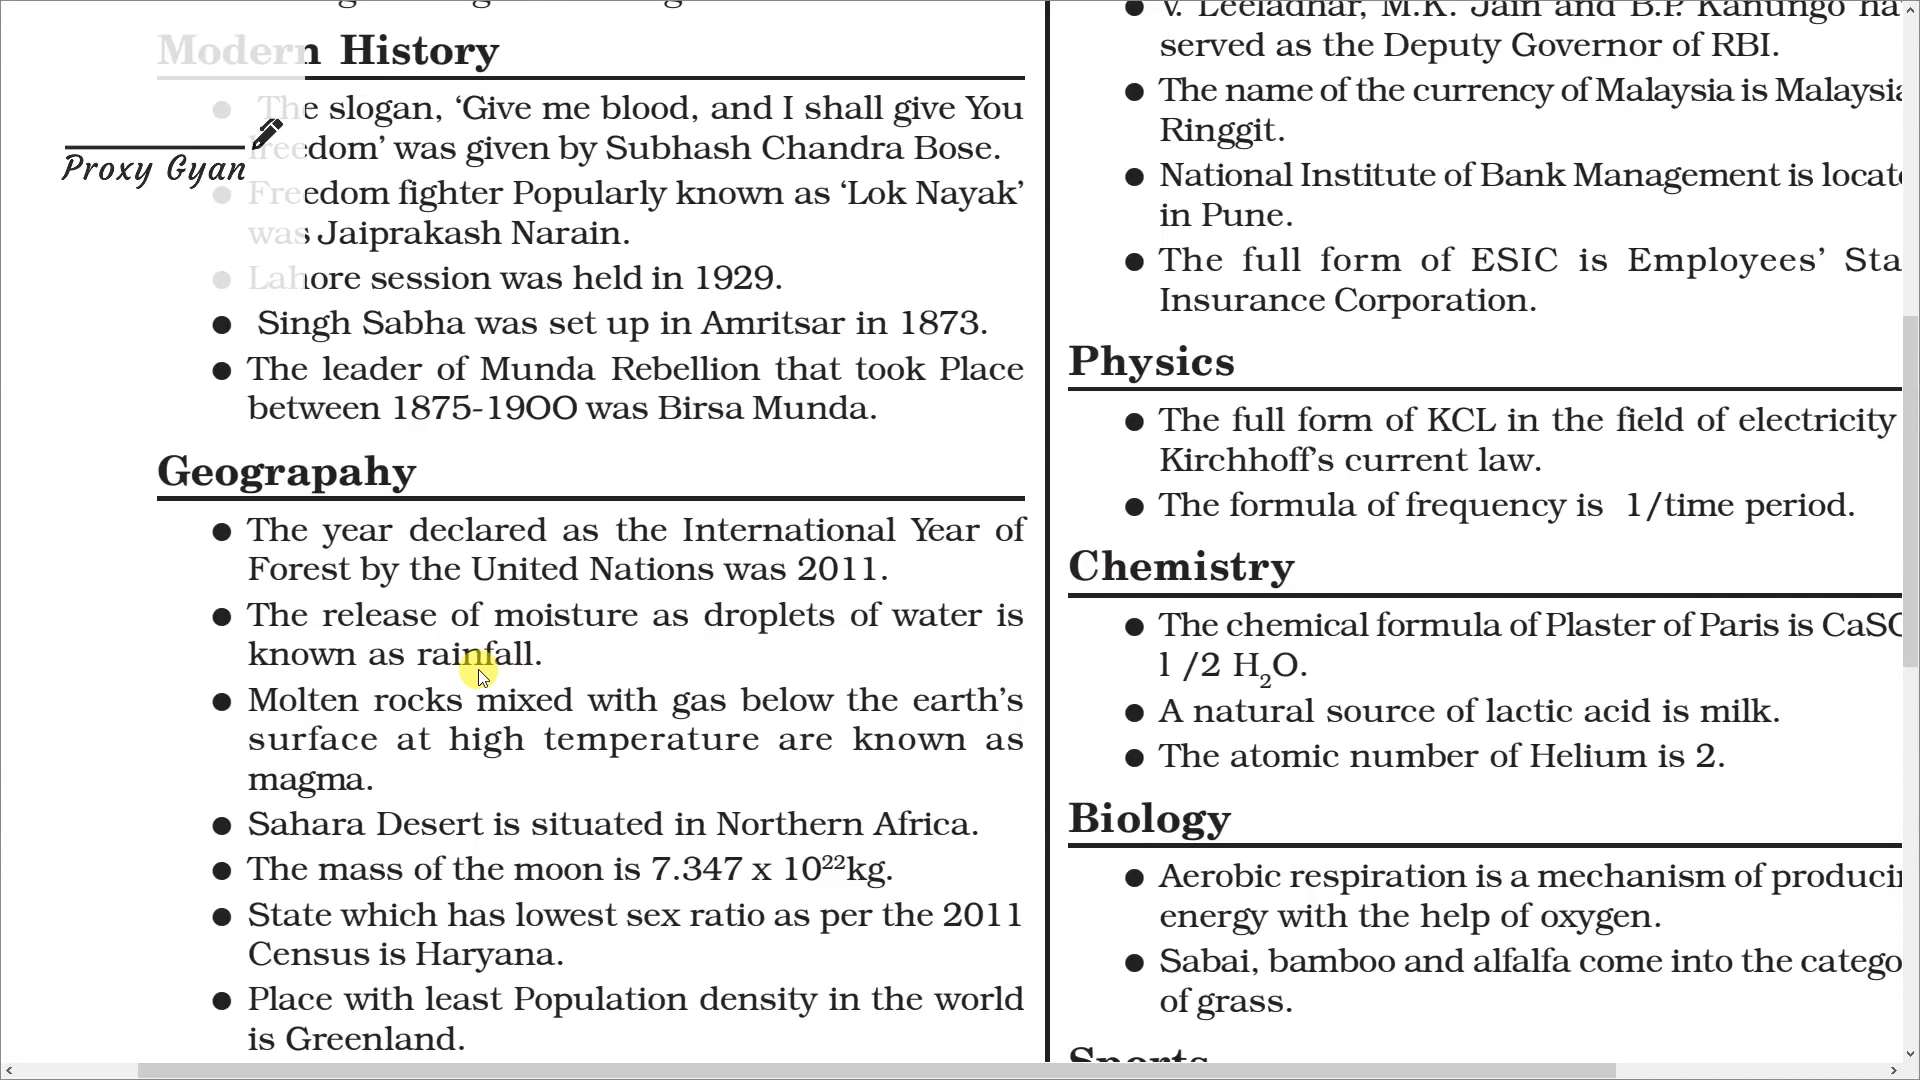 Modern History
● The slogan, ‘Give me blood, and I shall give You
freedom’ was given by Subhash Chandra Bose.
Proxy Gyan
● Freedom fighter Popularly known as ‘Lok Nayak’
was Jaiprakash Narain.
● Lahore session was held in 1929.
● Singh Sabha was set up in Amritsar in 1873.
● The leader of Munda Rebellion that took Place
between 1875-19OO was Birsa Munda.
Geograpahy
● The year declared as the International Year of
Forest by the United Nations was 2011.
● The release of moisture as droplets of water is
known as rainfall.
● Molten rocks mixed with gas below the earth’s
surface at high temperature are known as
magma.
● Sahara Desert is situated in Northern Africa.
● The mass of the moon is 7.347 x 10²²kg.
● State which has lowest sex ratio as per the 2011
Census is Haryana.
● Place with least Population density in the world
is Greenland.
● V. Leeladhar, M.K. Jain and B.P. Kanungo
served as the Deputy Governor of RBI.
● The name of the currency of Malaysia is
Ringgit.
● National Institute of Bank Management is
in Pune.
● The full form of ESIC is Employees’
Insurance Corporation.
Physics
● The full form of KCL in the field of electricity
Kirchhoff’s current law.
● The formula of frequency is 1/time period.
Chemistry
● The chemical formula of Plaster of Paris is
l /2 H₂O.
● A natural source of lactic acid is milk.
● The atomic number of Helium is 2.
Biology
● Aerobic respiration is a mechanism of
energy with the help of oxygen.
● Sabai, bamboo and alfalfa come into the
of grass.
Sports